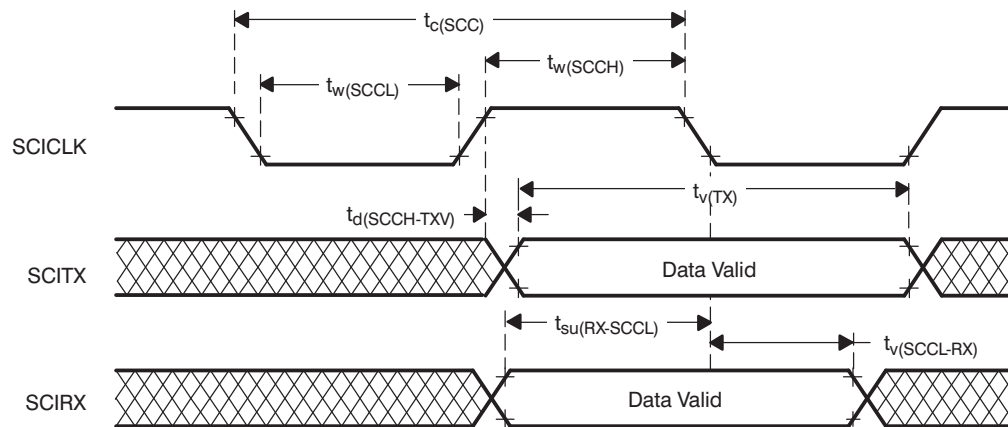 tc(SCC)
tw(SCCH)
tw(SCCL)
SCICLK
tv(TX)
td(SCCH-TXV)
SCITX
Data Valid
tsu(RX-SCCL)
tv(SCCL-RX)
SCIRX
Data Valid